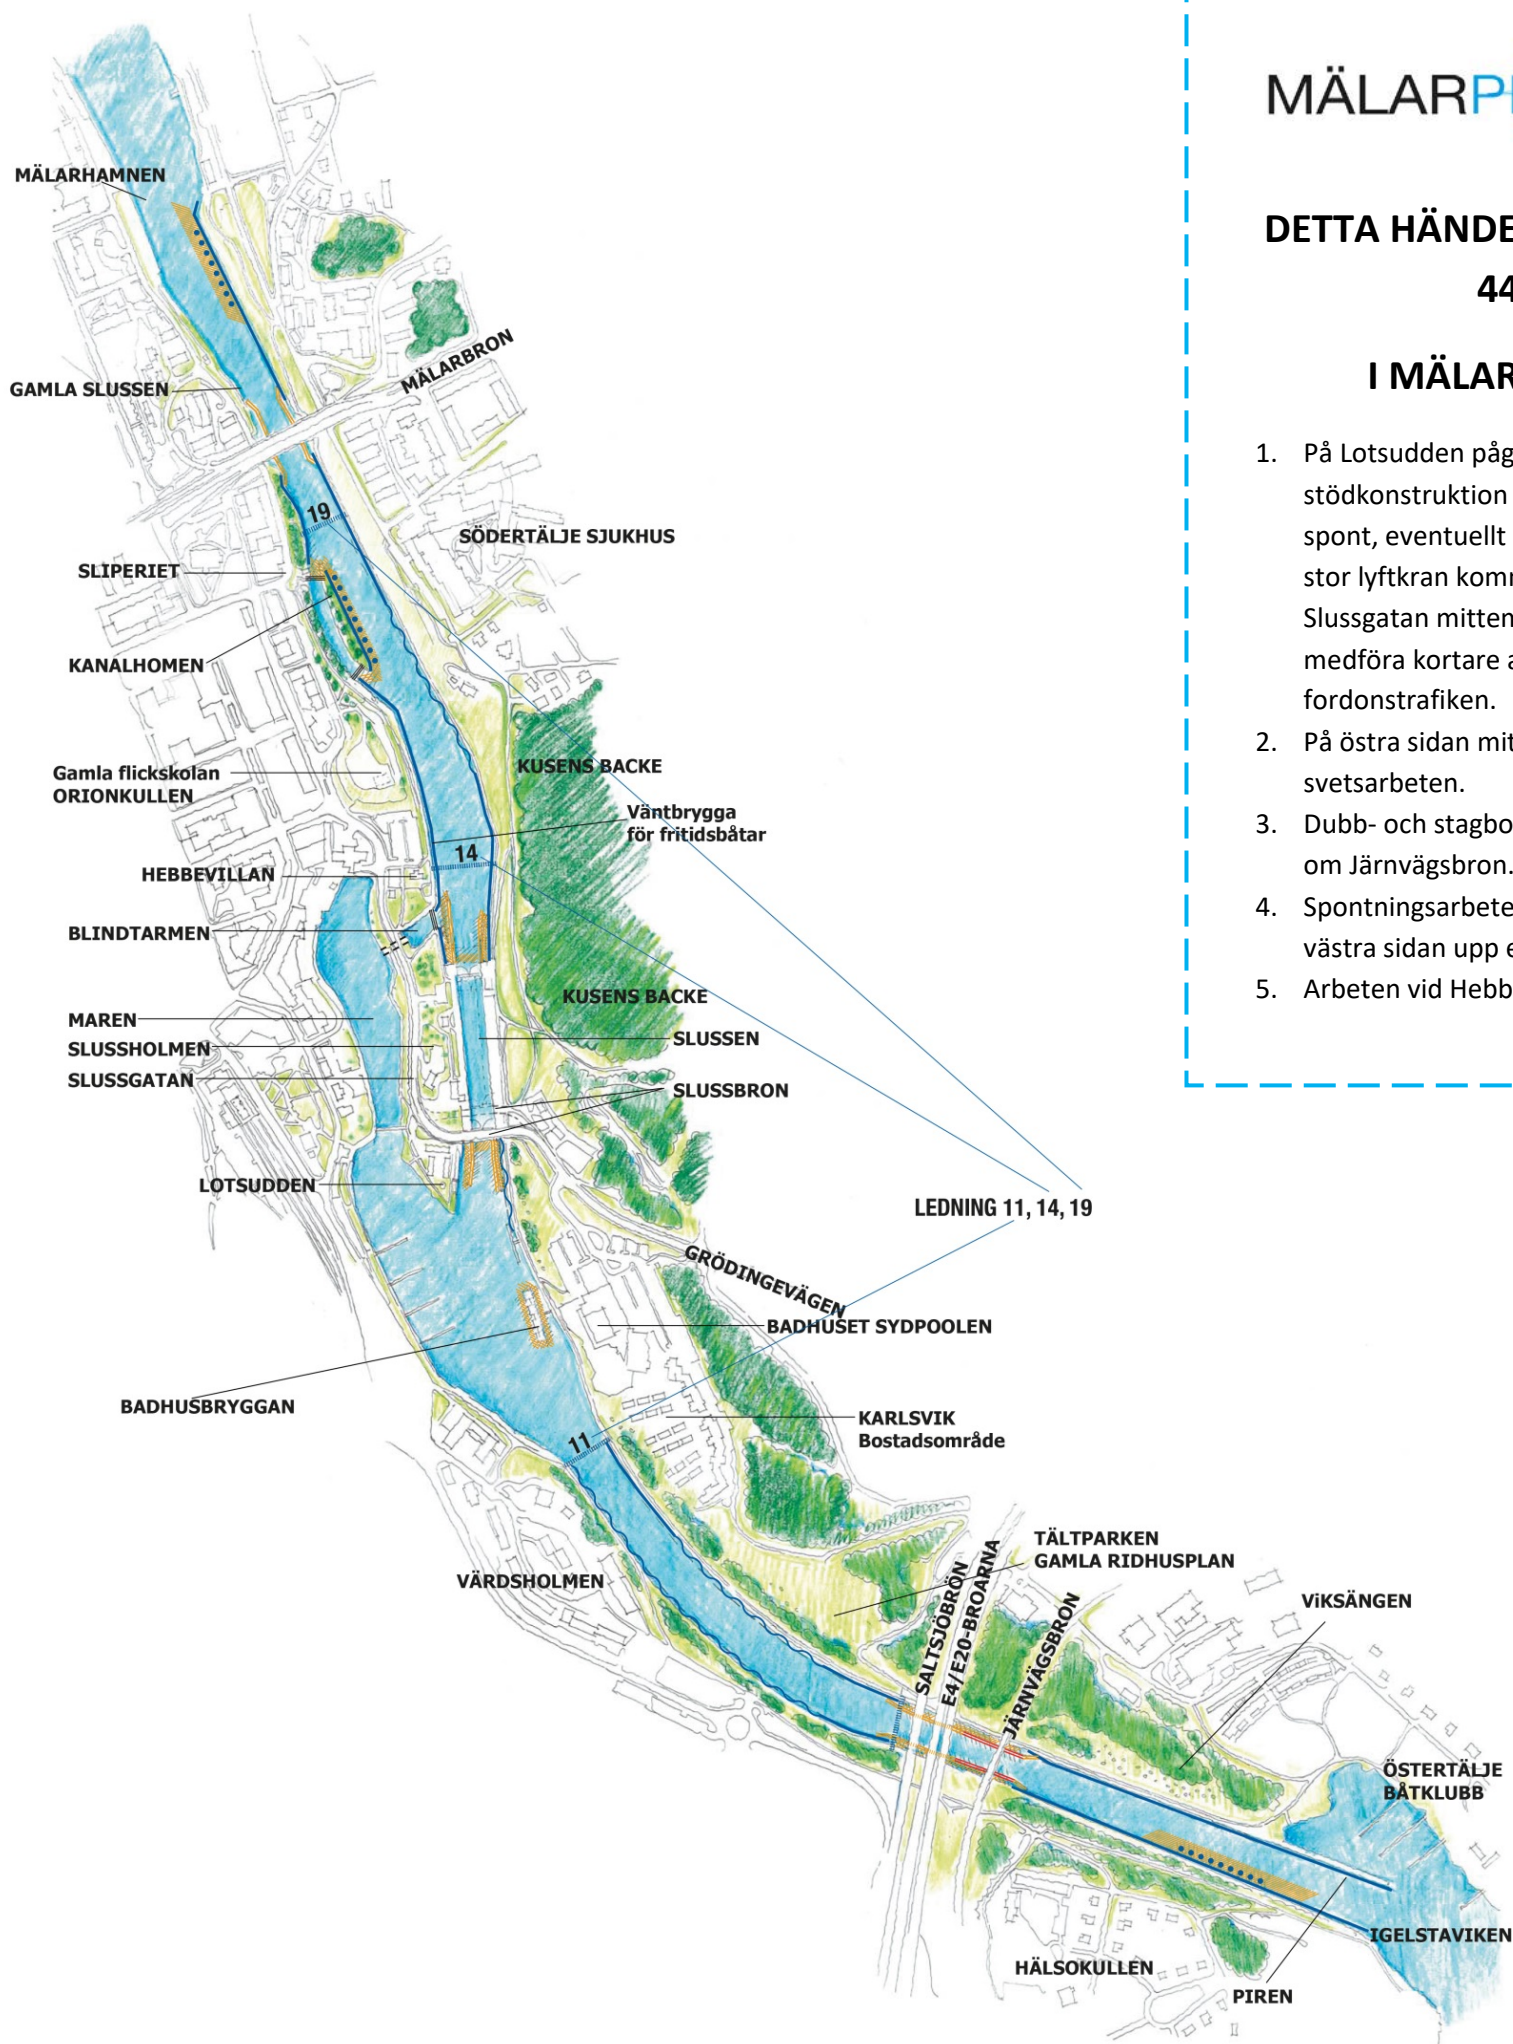 MÄLARHAMNEN
GAMLA SLUSSEN
MÄLARBRON
19
SÖDERTÄLJE SJUKHUS
SLIPERIET
KANALHOMEN
KUSENS BACKE
Gamla flickskolan
ORIONKULLEN
Väntbrygga
för fritidsbåtar
14
HEBBEVILLAN
BLINDTARMEN
KUSENS BACKE
MAREN
SLUSSHOLMEN
SLUSSGATAN
SLUSSEN
SLUSSBRON
LOTSUDDEN
LEDNING 11, 14, 19
GRÖDINGEVÄGEN
BADHUSET SYDPOOLEN
BADHUSBRYGGAN
KARLSVIK
Bostadsområde
11
VÄRDSHOLMEN
TÄLTPARKEN
GAMLA RIDHUSPLAN
SALTSJÖBRÖN
E4/E20-BROARNA
JÄRNVÄGSBRON
ViKSÄNGEN
ÖSTERTÄLJE
BÅTKLUBB
IGELSTAVIKEN
HÄLSOKULLEN
PIREN
MÄLARP
DETTA HÄNDE
44
I MÄLAR
1. På Lotsudden påg
stödkonstruktion
spont, eventuellt
stor lyftkran komr
Slussgatan mitten
medföra kortare a
fordonstrafiken.
2. På östra sidan mit
svetsarbeten.
3. Dubb- och stagbo
om Järnvägsbron.
4. Spontningsarbete
västra sidan upp e
5. Arbeten vid Hebb